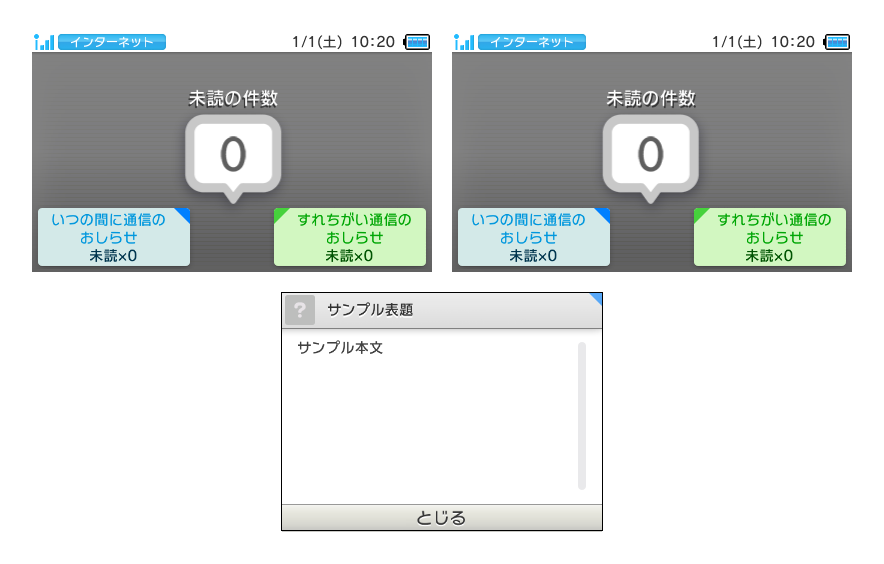 インターネット 1/1(土) 10:20
未読の件数
0
いつの間に通信の
おしらせ
未読×0
すれちがい通信の
おしらせ
未読×0
インターネット 1/1(土) 10:20
未読の件数
0
いつの間に通信の
おしらせ
未読×0
すれちがい通信の
おしらせ
未読×0
? サンプル表題
サンプル本文
とじる